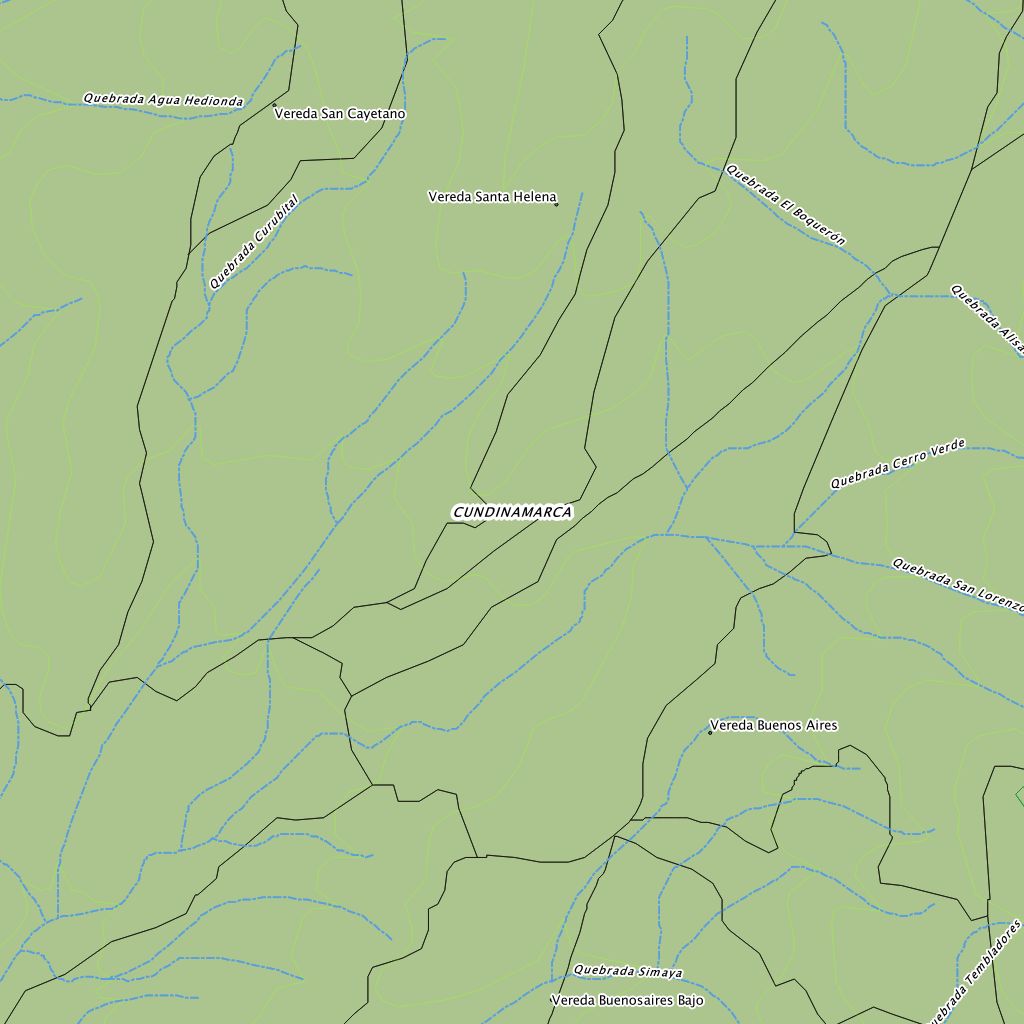 Quebrada Agua Hedionda
Vereda San Cayetano
Vereda Santa Helena
Quebrada El Boquerón
Quebrada Curubital
Quebrada Alisa
Quebrada Cerro Verde
CUNDINAMARCA
Quebrada San Lorenzo
Vereda Buenos Aires
Quebrada Simaya
Quebrada Tembladores
Vereda Buenosaires Bajo